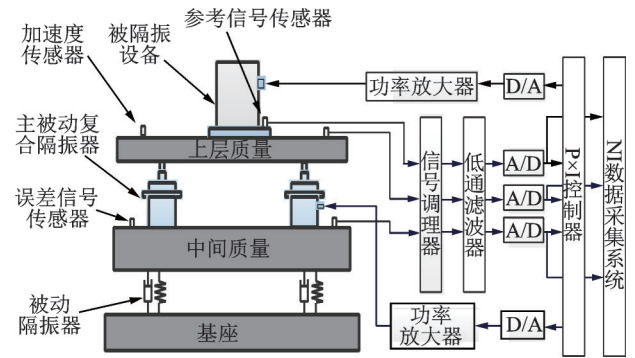 加速度
传感器
被隔振
设备
参考信号传感器
主被动复
合隔振器
误差信号
传感器
被动
隔振器
上层质量
中间质量
基座
功率放大器
D/A
信号调理器
低通滤波器
A/D
A/D
A/D
P×I控制器
NI数据采集系统
功率
放大器
D/A